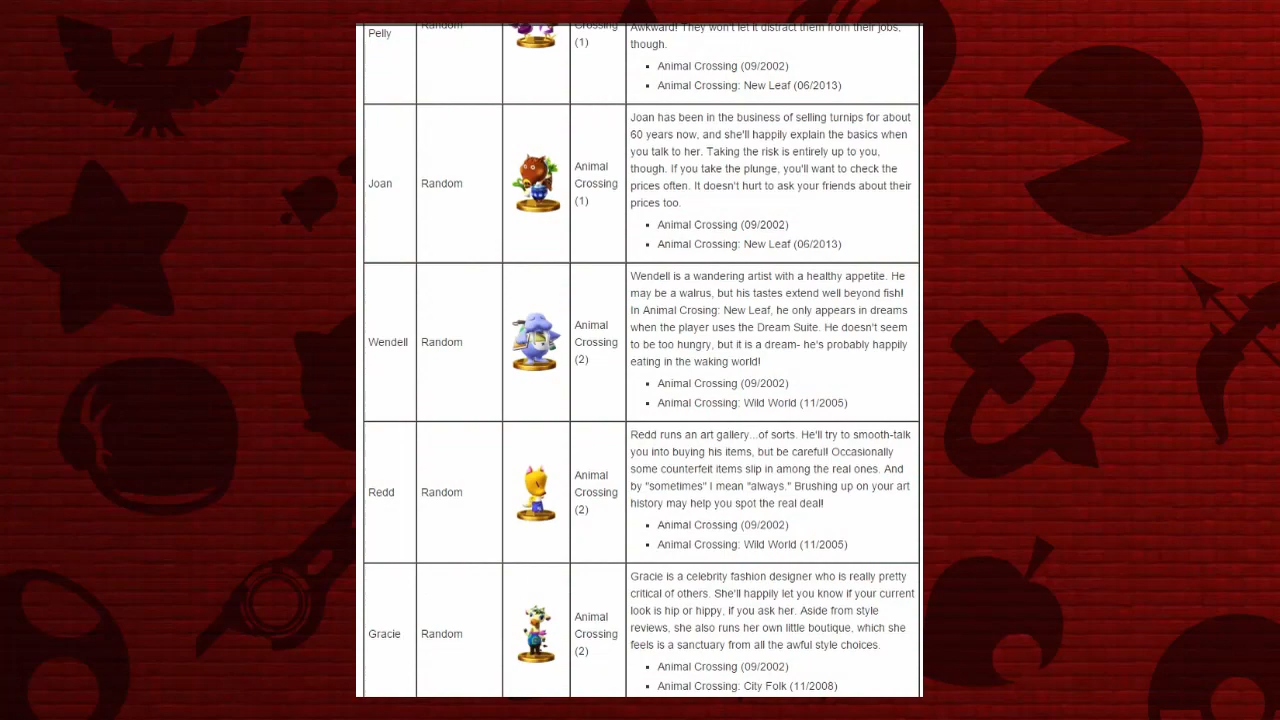 Pelly
Random
Crossing
(1)
Awkward! They won't let it distract them from their jobs,
though.
Animal Crossing (09/2002)
Animal Crossing: New Leaf (06/2013)
Joan
Random
Animal
Crossing
(1)
Joan has been in the business of selling turnips for about
60 years now, and she'll happily explain the basics when
you talk to her. Taking the risk is entirely up to you,
though. If you take the plunge, you'll want to check the
prices often. It doesn't hurt to ask your friends about their
prices too.
Animal Crossing (09/2002)
Animal Crossing: New Leaf (06/2013)
Wendell
Random
Animal
Crossing
(2)
Wendell is a wandering artist with a healthy appetite. He
may be a walrus, but his tastes extend well beyond fish!
In Animal Crosing: New Leaf, he only appears in dreams
when the player uses the Dream Suite. He doesn't seem
to be too hungry, but it is a dream- he's probably happily
eating in the waking world!
Animal Crossing (09/2002)
Animal Crossing: Wild World (11/2005)
Redd
Random
Animal
Crossing
(2)
Redd runs an art gallery...of sorts. He'll try to smooth-talk
you into buying his items, but be careful! Occasionally
some counterfeit items slip in among the real ones. And
by "sometimes" I mean "always." Brushing up on your art
history may help you spot the real deal!
Animal Crossing (09/2002)
Animal Crossing: Wild World (11/2005)
Gracie
Random
Animal
Crossing
(2)
Gracie is a celebrity fashion designer who is really pretty
critical of others. She'll happily let you know if your current
look is hip or hippy, if you ask her. Aside from style
reviews, she also runs her own little boutique, which she
feels is a sanctuary from all the awful style choices.
Animal Crossing (09/2002)
Animal Crossing: City Folk (11/2008)